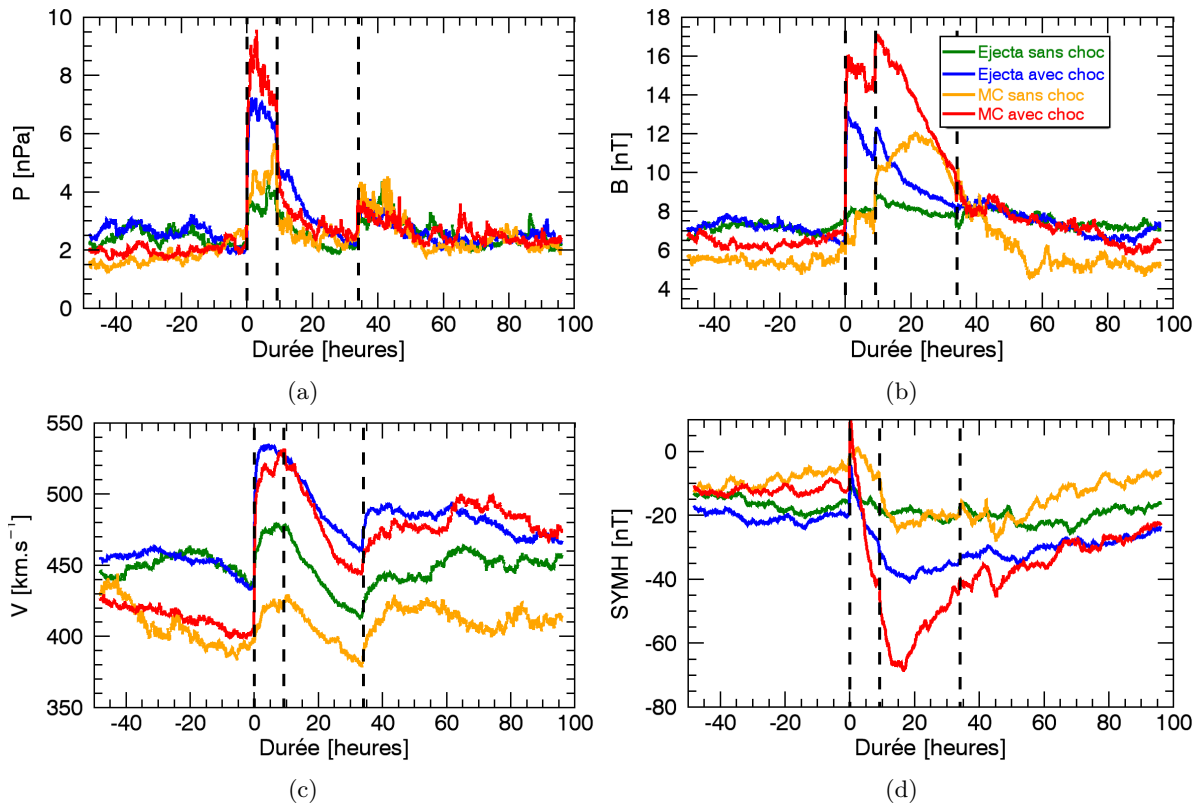 10
8
6
4
2
0
P [nPa]
-40 -20 0 20 40 60 80 100
Durée [heures]
(a)
18
16
14
12
10
8
6
4
B [nT]
Ejecta sans choc
Ejecta avec choc
MC sans choc
MC avec choc
-40 -20 0 20 40 60 80 100
Durée [heures]
(b)
550
500
450
400
350
V [km.s⁻¹]
-40 -20 0 20 40 60 80 100
Durée [heures]
(c)
0
-20
-40
-60
-80
SYMH [nT]
-40 -20 0 20 40 60 80 100
Durée [heures]
(d)